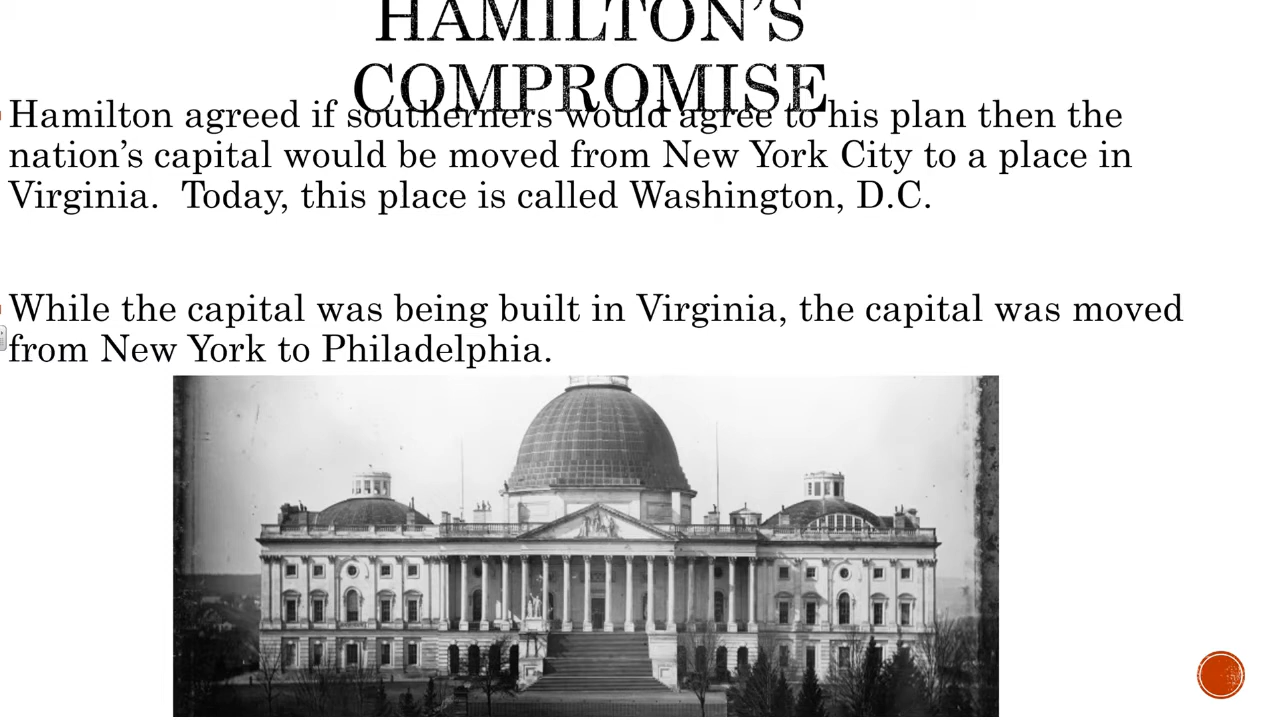 HAMILTON’S
COMPROMISE
Hamilton agreed if southerners would agree to his plan then the
nation’s capital would be moved from New York City to a place in
Virginia.  Today, this place is called Washington, D.C.
While the capital was being built in Virginia, the capital was moved
from New York to Philadelphia.